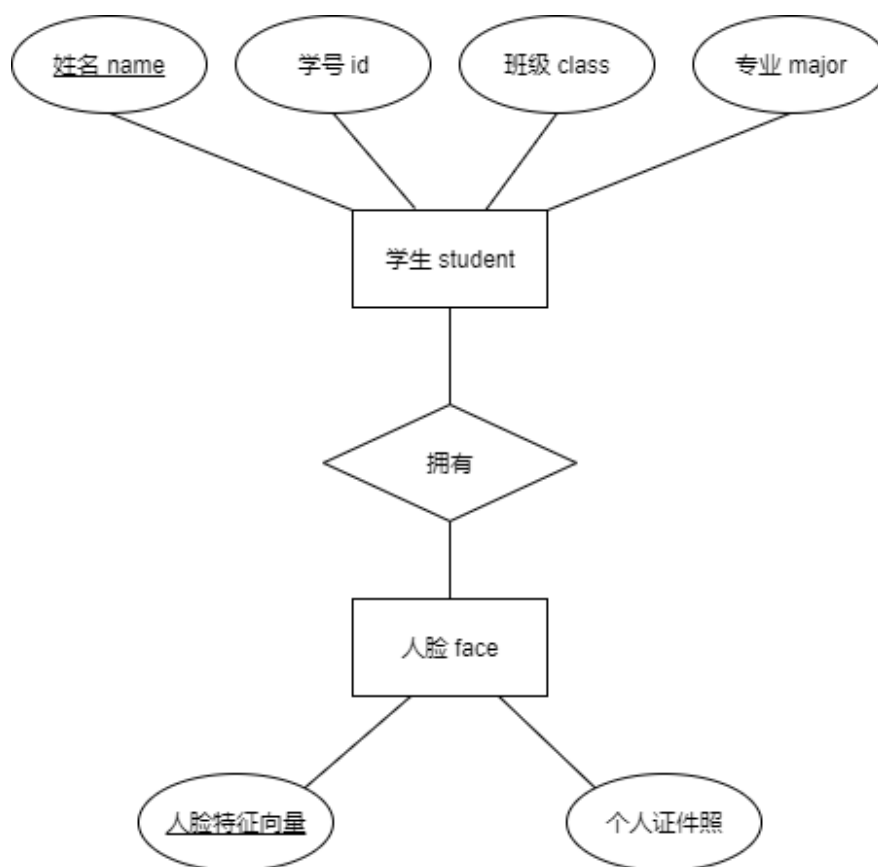 姓名 name
学号 id
班级 class
专业 major
学生 student
拥有
人脸 face
人脸特征向量
个人证件照